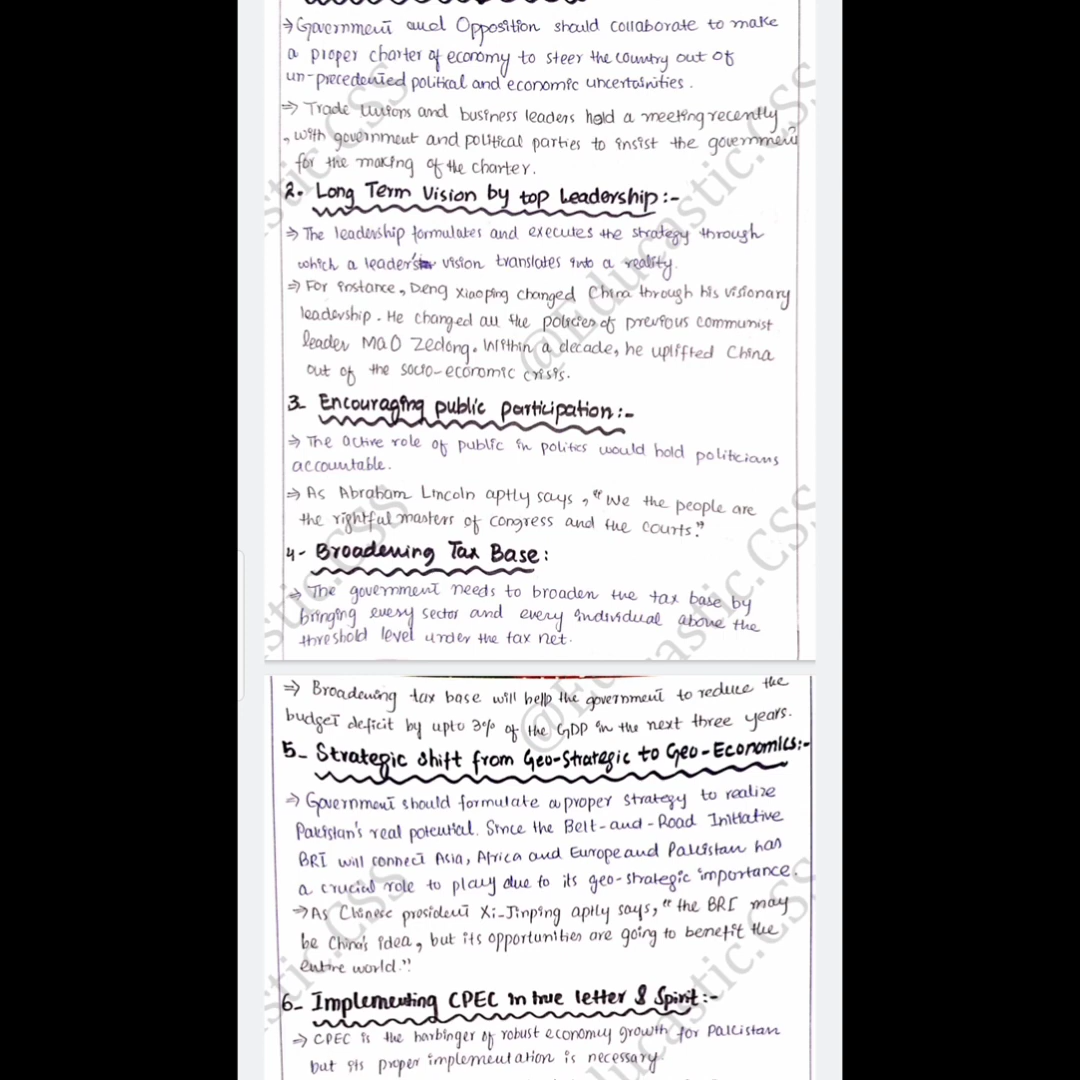 → Government and Opposition should collaborate to make
a proper charter of economy to steer the country out of
un-precedented political and economic uncertainities.
⇒ Trade Unions and business leaders held a meeting recently
, with government and political parties to insist the government
for the making of the charter.
2. Long Term Vision by top Leadership:-
⇒ The leadership formulates and executes the strategy through
which a leader's vision translates into a reality.
⇒ For instance, Deng Xiaoping changed China through his visionary
leadership. He changed all the policies of previous communist
leader Mao Zedong. Within a decade, he uplifted China
out of the socio-economic crisis.
3- Encouraging public participation:-
⇒ The active role of public in politics would hold politicians
accountable.
⇒ As Abraham Lincoln aptly says, "We the people are
the rightful masters of congress and the courts."
4- Broadening Tax Base:
⇒ The government needs to broaden the tax base by
bringing every sector and every individual above the
threshold level under the tax net.
⇒ Broadening tax base will help the government to reduce the
budget deficit by upto 3% of the GDP in the next three years.
5- Strategic shift from Geo-Strategic to Geo-Economics:-
⇒ Government should formulate a proper strategy to realize
Pakistan's real potential. Since the Belt-and-Road Initiative
BRI will connect Asia, Africa and Europe and Pakistan has
a crucial role to play due to its geo-strategic importance.
→ As Chinese president Xi-Jinping aptly says, "the BRI may
be China's idea, but its opportunities are going to benefit the
entire world."
6- Implementing CPEC in true letter & Spirit:-
⇒ CPEC is the harbinger of robust economy growth for Pakistan
but its proper implementation is necessary.
@Educastic.CSS